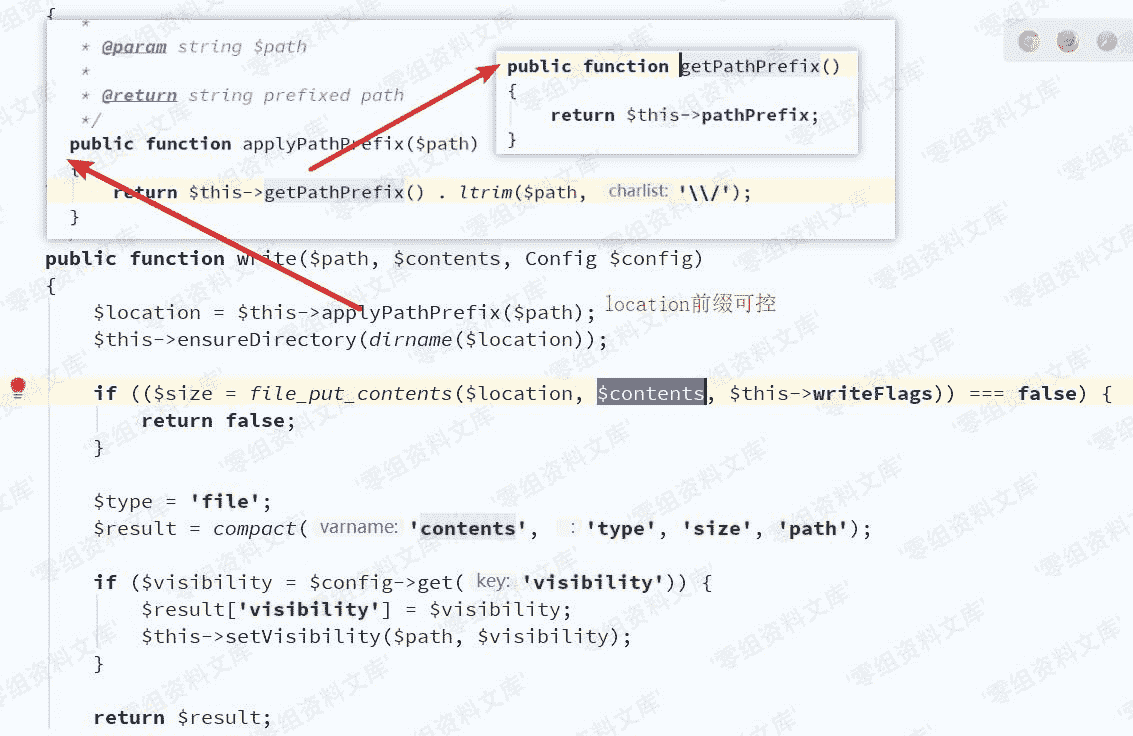 {
*
* @param string $path
*
* @return string prefixed path
*/
public function applyPathPrefix($path)
{
return $this->getPathPrefix() . ltrim($path, charlist: '\\/');
}
public function getPathPrefix()
{
return $this->pathPrefix;
}
public function write($path, $contents, Config $config)
{
$location = $this->applyPathPrefix($path); location前缀可控
$this->ensureDirectory(dirname($location));
if (($size = file_put_contents($location, $contents, $this->writeFlags)) === false) {
return false;
}
$type = 'file';
$result = compact( varname: 'contents', : 'type', 'size', 'path');
if ($visibility = $config->get( key: 'visibility')) {
$result['visibility'] = $visibility;
$this->setVisibility($path, $visibility);
}
return $result;
'零组资料文库'